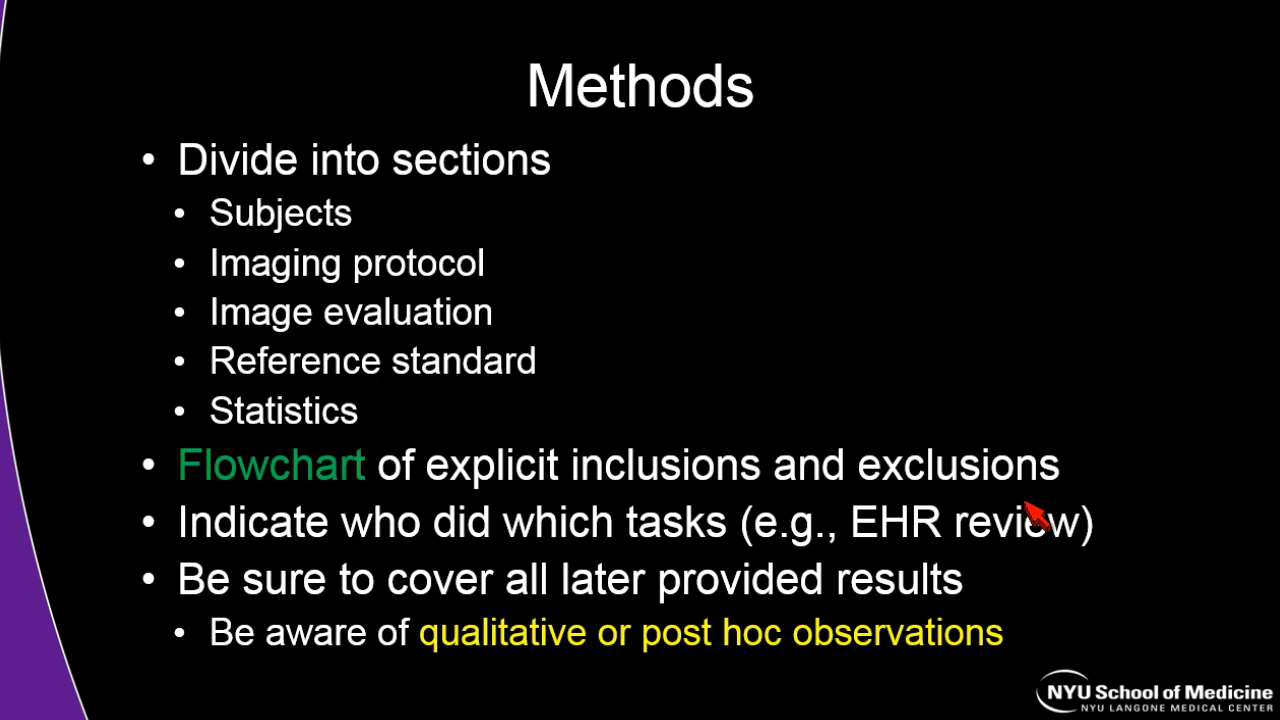 Methods
• Divide into sections
• Subjects
• Imaging protocol
• Image evaluation
• Reference standard
• Statistics
• Flowchart of explicit inclusions and exclusions
• Indicate who did which tasks (e.g., EHR review)
• Be sure to cover all later provided results
• Be aware of qualitative or post hoc observations
NYU School of Medicine
NYU LANGONE MEDICAL CENTER